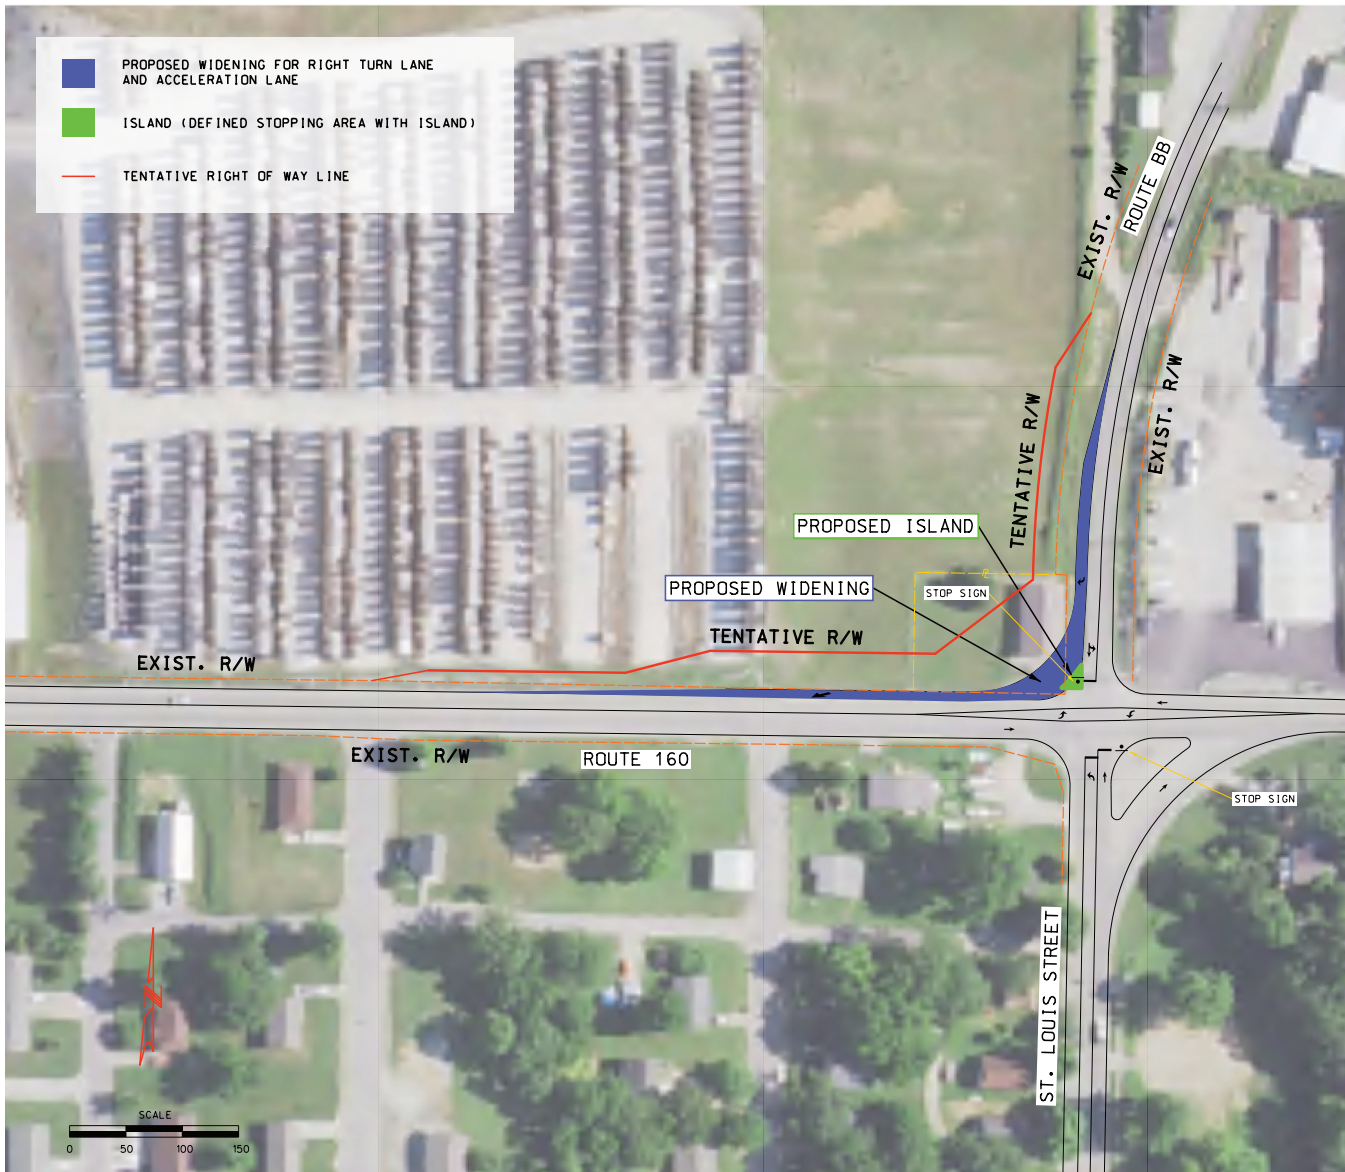 PROPOSED WIDENING FOR RIGHT TURN LANE
AND ACCELERATION LANE
ISLAND (DEFINED STOPPING AREA WITH ISLAND)
TENTATIVE RIGHT OF WAY LINE
EXIST. R/W
ROUTE BB
EXIST. R/W
TENTATIVE R/W
PROPOSED ISLAND
PROPOSED WIDENING
STOP SIGN
TENTATIVE R/W
EXIST. R/W
EXIST. R/W
ROUTE 160
STOP SIGN
ST. LOUIS STREET
SCALE
0 50 100 150